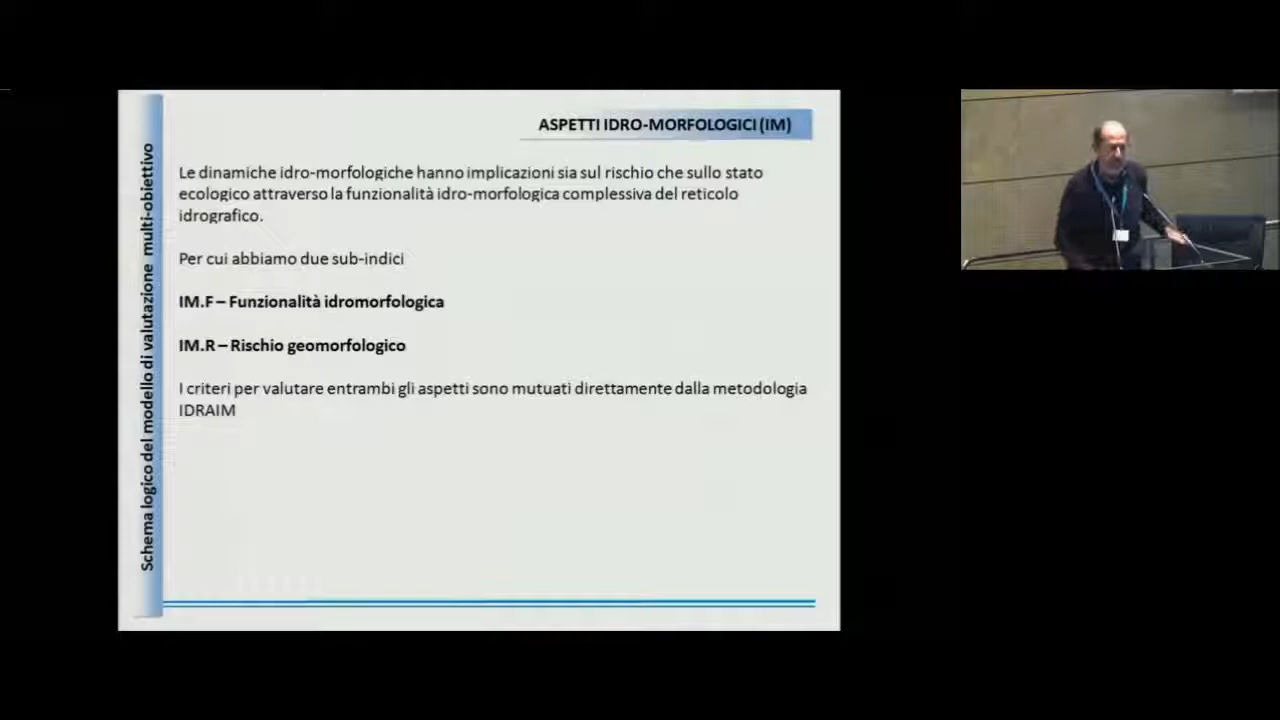 ASPETTI IDRO-MORFOLOGICI (IM)
Schema logico del modello di valutazione multi-obiettivo
Le dinamiche idro-morfologiche hanno implicazioni sia sul rischio che sullo stato
ecologico attraverso la funzionalità idro-morfologica complessiva del reticolo
idrografico.
Per cui abbiamo due sub-indici
IM.F – Funzionalità idromorfologica
IM.R – Rischio geomorfologico
I criteri per valutare entrambi gli aspetti sono mutuati direttamente dalla metodologia
IDRAIM